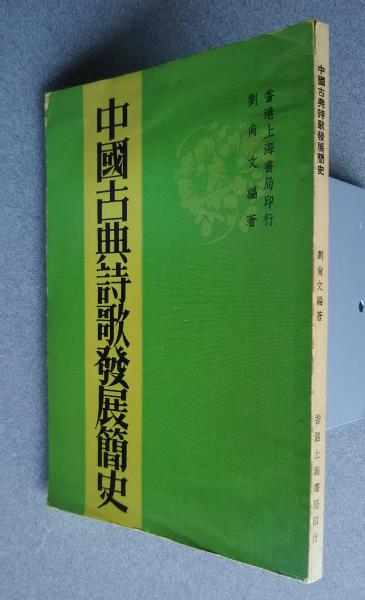 中國古典詩歌發展簡史
香港上海書局印行
劉尚文編著
中國古典詩歌發展簡史
劉尚文編著
香港上海書局印行